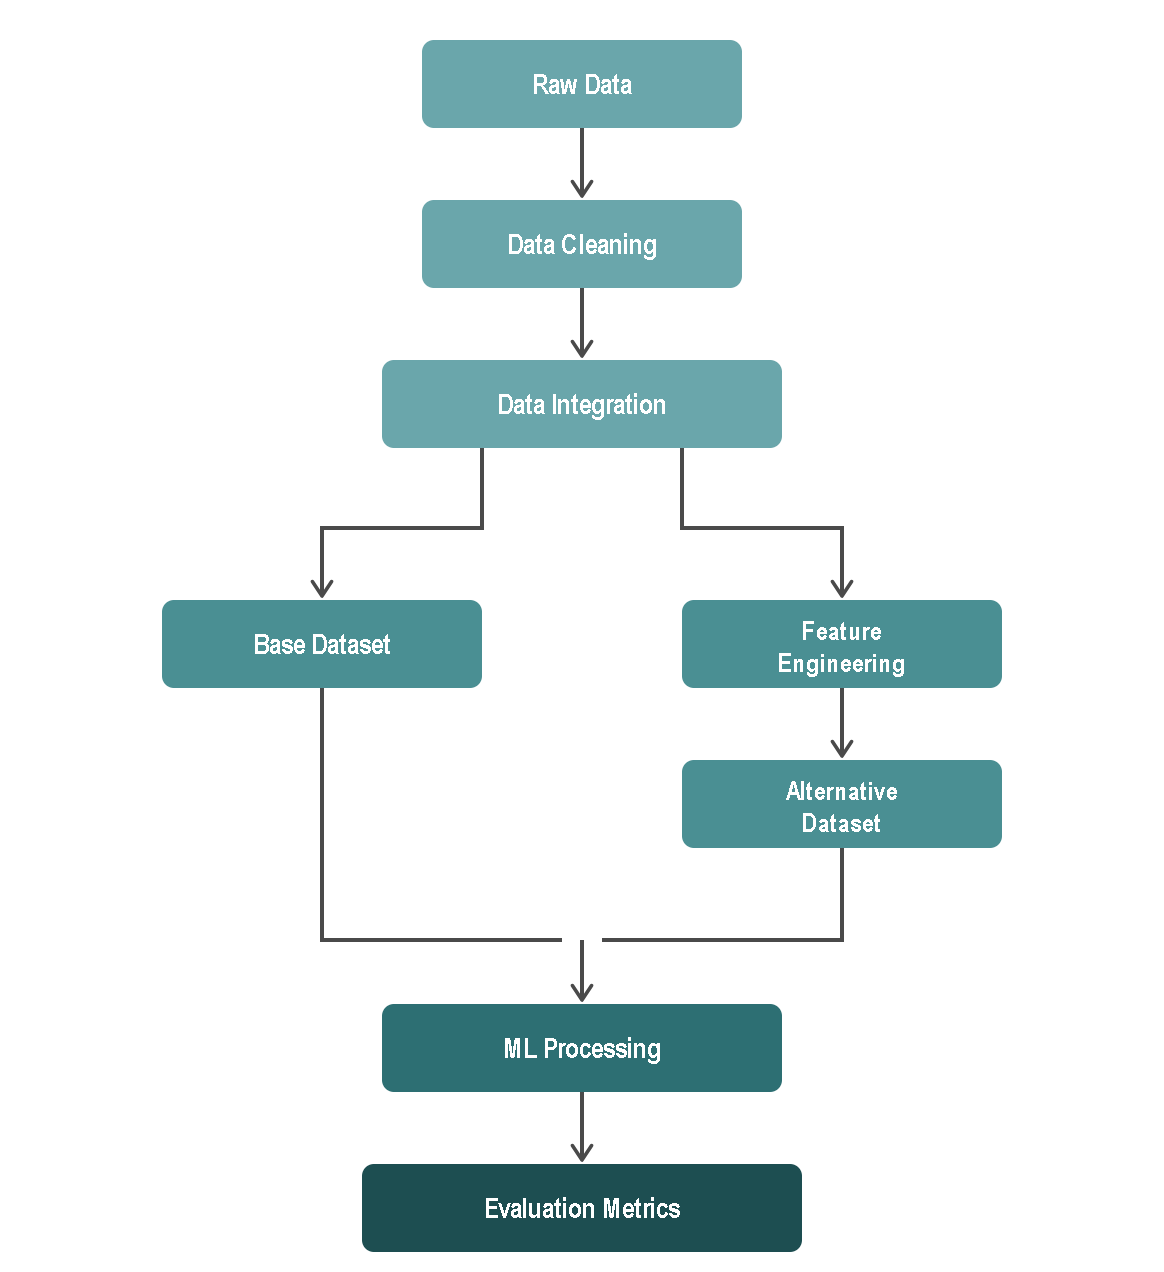 Raw Data
Data Cleaning
Data Integration
Base Dataset
Feature
Engineering
Alternative
Dataset
ML Processing
Evaluation Metrics